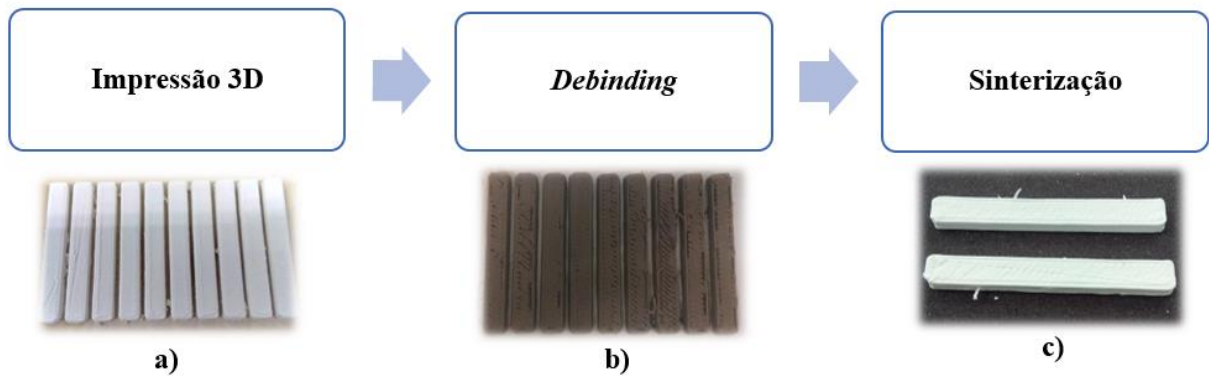 Impressão 3D
Debinding
Sinterização
a)
b)
c)